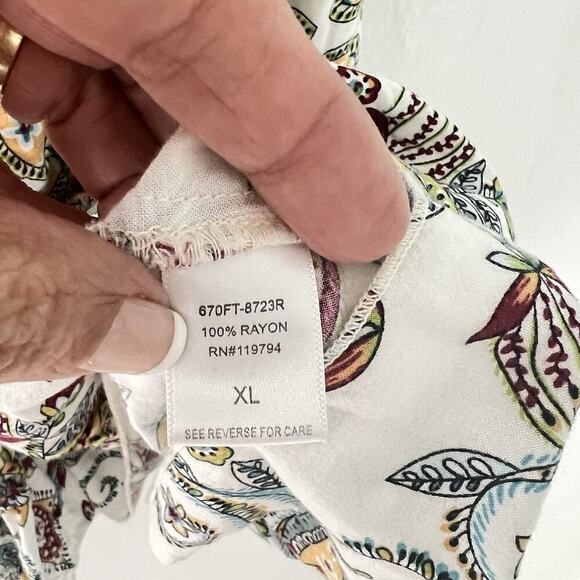 670FT-8723R
100% RAYON
RN#119794
XL
SEE REVERSE FOR CARE